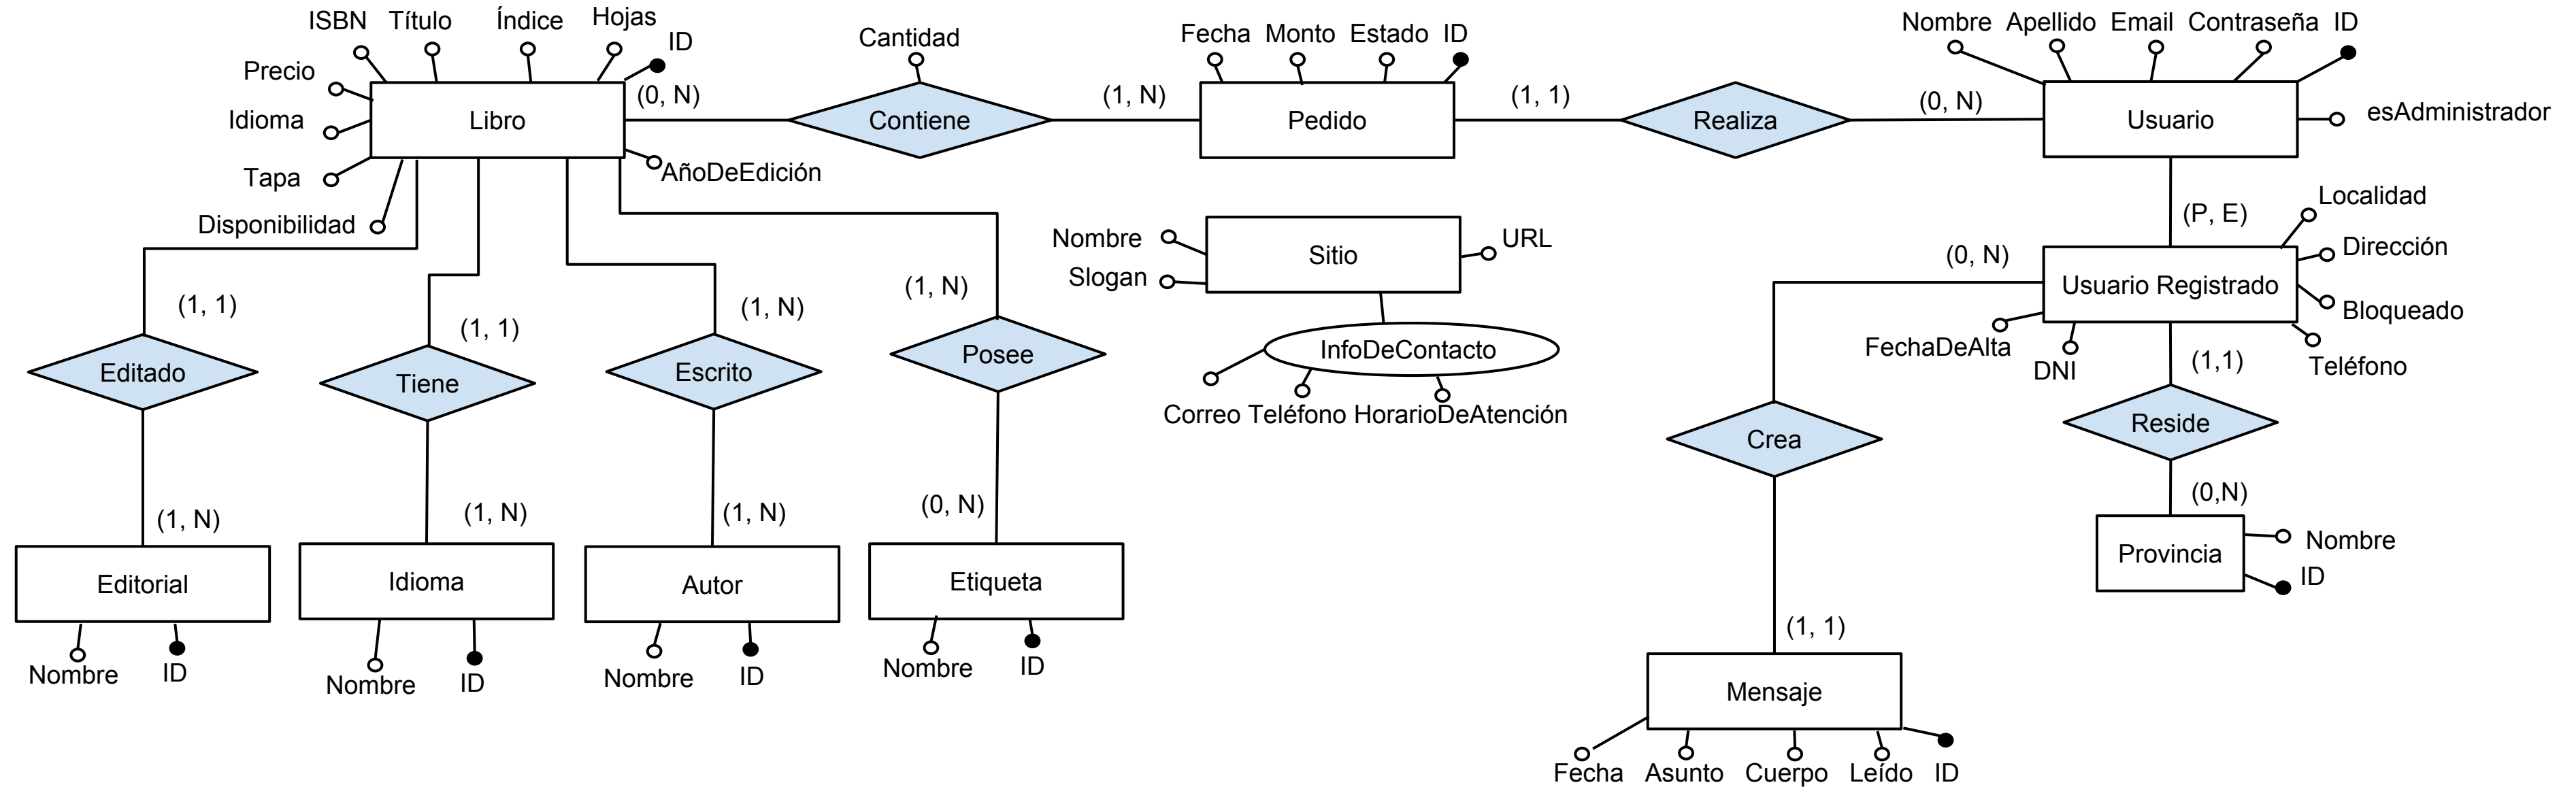 ISBN Título Índice Hojas
ID
Precio
Idioma
Tapa
Disponibilidad
Libro
AñoDeEdición
(0, N)
Cantidad
Contiene
(1, N)
Fecha Monto Estado ID
Pedido
(1, 1)
Realiza
(0, N)
Nombre Apellido Email Contraseña ID
Usuario
esAdministrador
(P, E)
Localidad
Dirección
Bloqueado
Teléfono
Usuario Registrado
FechaDeAlta
DNI
(0, N)
(1,1)
Reside
(0,N)
Provincia
Nombre
ID
Crea
(1, 1)
Mensaje
Fecha Asunto Cuerpo Leído ID
Nombre
Slogan
Sitio
URL
InfoDeContacto
Correo Teléfono HorarioDeAtención
(1, 1)
Editado
(1, N)
Editorial
Nombre ID
(1, 1)
Tiene
(1, N)
Idioma
Nombre ID
(1, N)
Escrito
(1, N)
Autor
Nombre ID
(1, N)
Posee
(0, N)
Etiqueta
Nombre ID